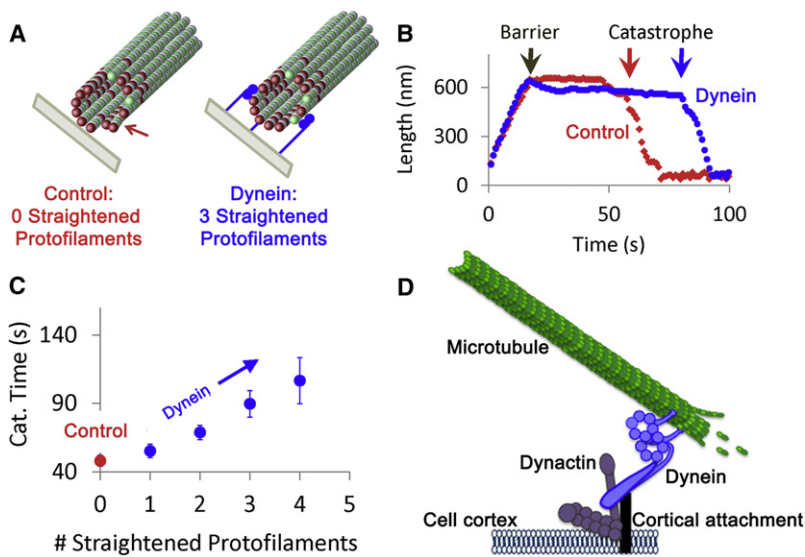 A
Control:
0 Straightened
Protofilaments
Dynein:
3 Straightened
Protofilaments
B
Barrier
Catastrophe
Length (nm)
600
300
0
Dynein
Control
0
50
100
Time (s)
C
Cat. Time (s)
140
90
40
Dynein
Control
0
1
2
3
4
5
# Straightened Protofilaments
D
Microtubule
Dynactin
Dynein
Cell cortex
Cortical attachment